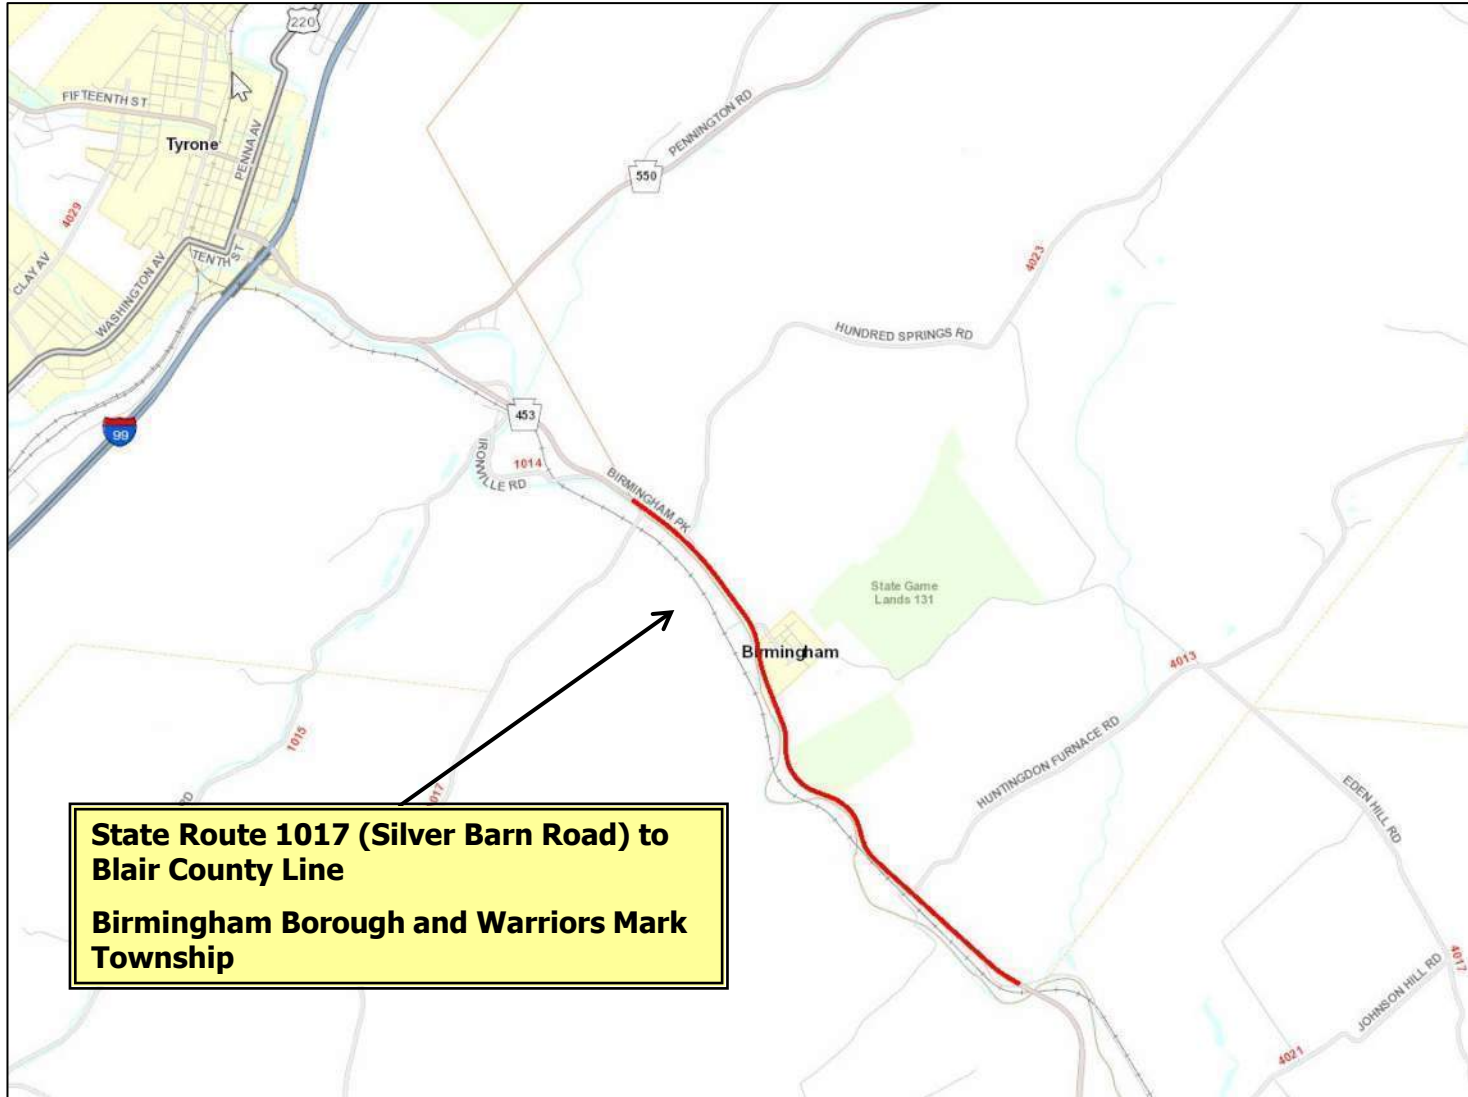 220
FIFTEENTH ST
Tyrone
PENNA AV
PENNINGTON RD
550
4029
CLAY AV
WASHINGTON AV
TENTH ST
4023
HUNDRED SPRINGS RD
99
453
IRONVILLE RD
1014
BIRMINGHAM PK
State Game
Lands 131
Birmingham
4013
1015
HUNTINGDON FURNACE RD
EDEN HILL RD
RD
State Route 1017 (Silver Barn Road) to
Blair County Line
Birmingham Borough and Warriors Mark
Township
4017
JOHNSON HILL RD
4021